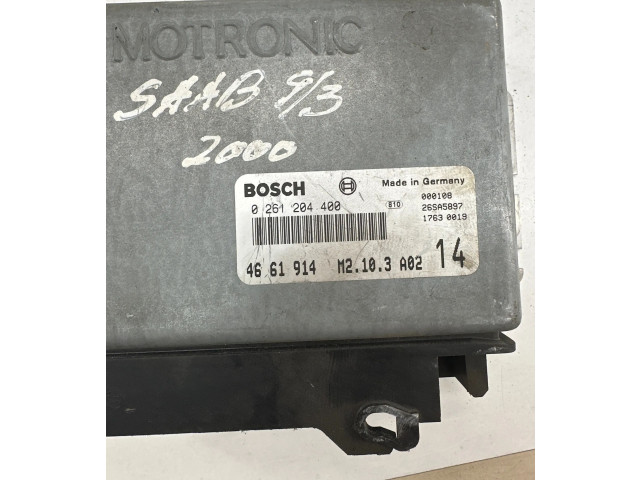 MOTRONIC
SAAB 9/3
2000
BOSCH Made in Germany
0 261 204 400 S10 000108
26SA5897
1763 0019
46 61 914 M2.10.3 A02 14